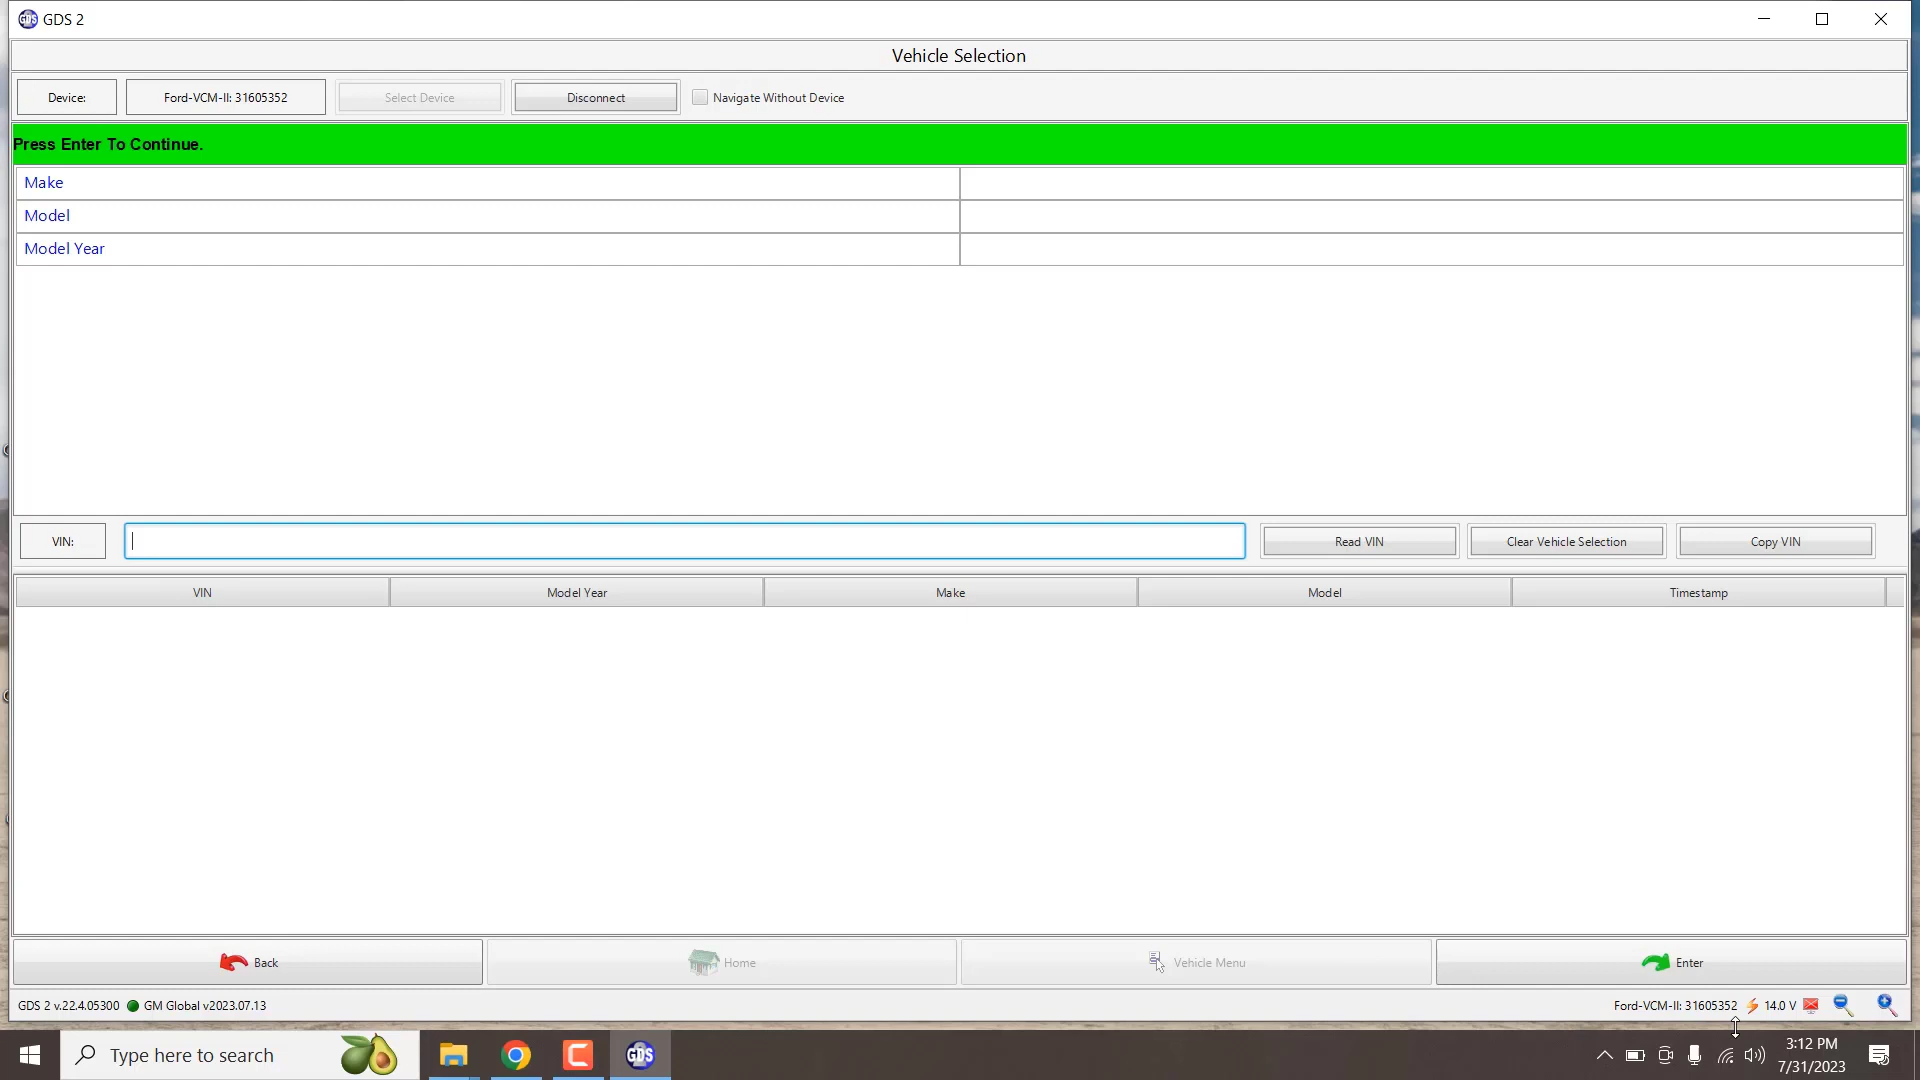 GDS 2
Vehicle Selection
Device:
Ford-VCM-II: 31605352
Select Device
Disconnect
Navigate Without Device
Press Enter To Continue.
Make
Model
Model Year
VIN:
Read VIN
Clear Vehicle Selection
Copy VIN
VIN
Model Year
Make
Model
Timestamp
Back
Home
Vehicle Menu
Enter
GDS 2 v.22.4.05300
GM Global v2023.07.13
Ford-VCM-II: 31605352
14.0 V
Type here to search
GDS
3:12 PM
7/31/2023